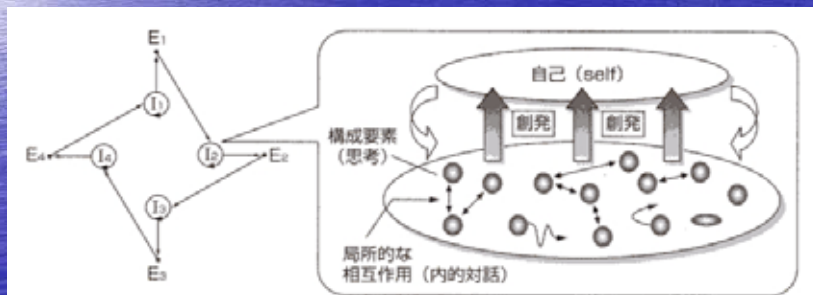 E1
I1
E4
I4
I2
E2
I3
E3
自己（self）
創発
創発
構成要素
（思考）
局所的な
相互作用（内的対話）